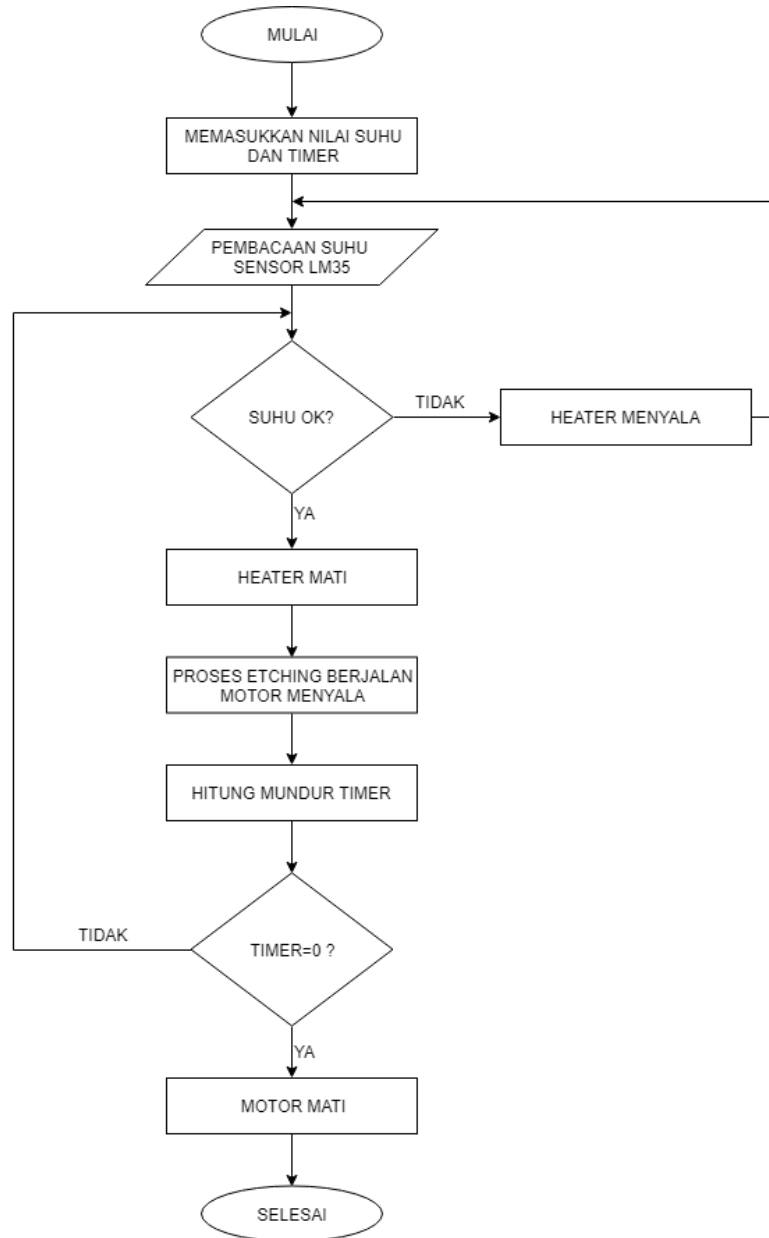 MULAI
MEMASUKKAN NILAI SUHU
DAN TIMER
PEMBACAAN SUHU
SENSOR LM35
SUHU OK?
TIDAK
HEATER MENYALA
YA
HEATER MATI
PROSES ETCHING BERJALAN
MOTOR MENYALA
HITUNG MUNDUR TIMER
TIDAK
TIMER=0 ?
YA
MOTOR MATI
SELESAI